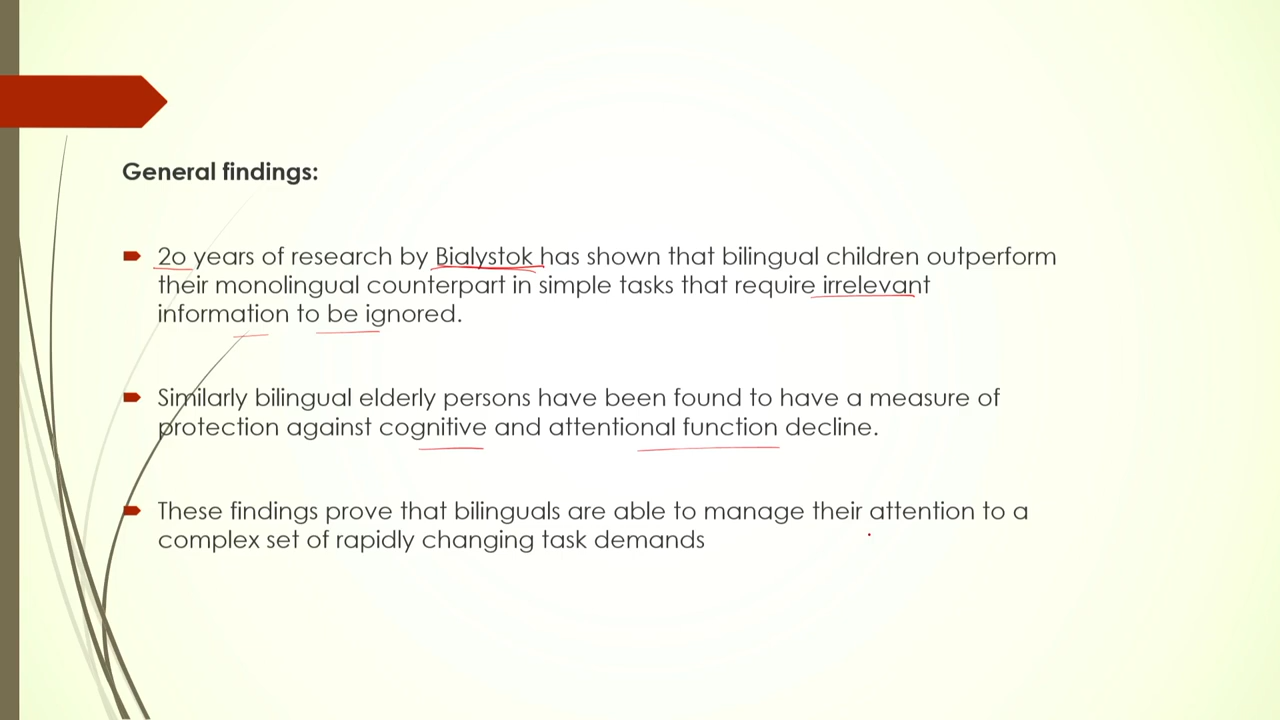 General findings:
2o years of research by Bialystok has shown that bilingual children outperform
their monolingual counterpart in simple tasks that require irrelevant
information to be ignored.
Similarly bilingual elderly persons have been found to have a measure of
protection against cognitive and attentional function decline.
These findings prove that bilinguals are able to manage their attention to a
complex set of rapidly changing task demands